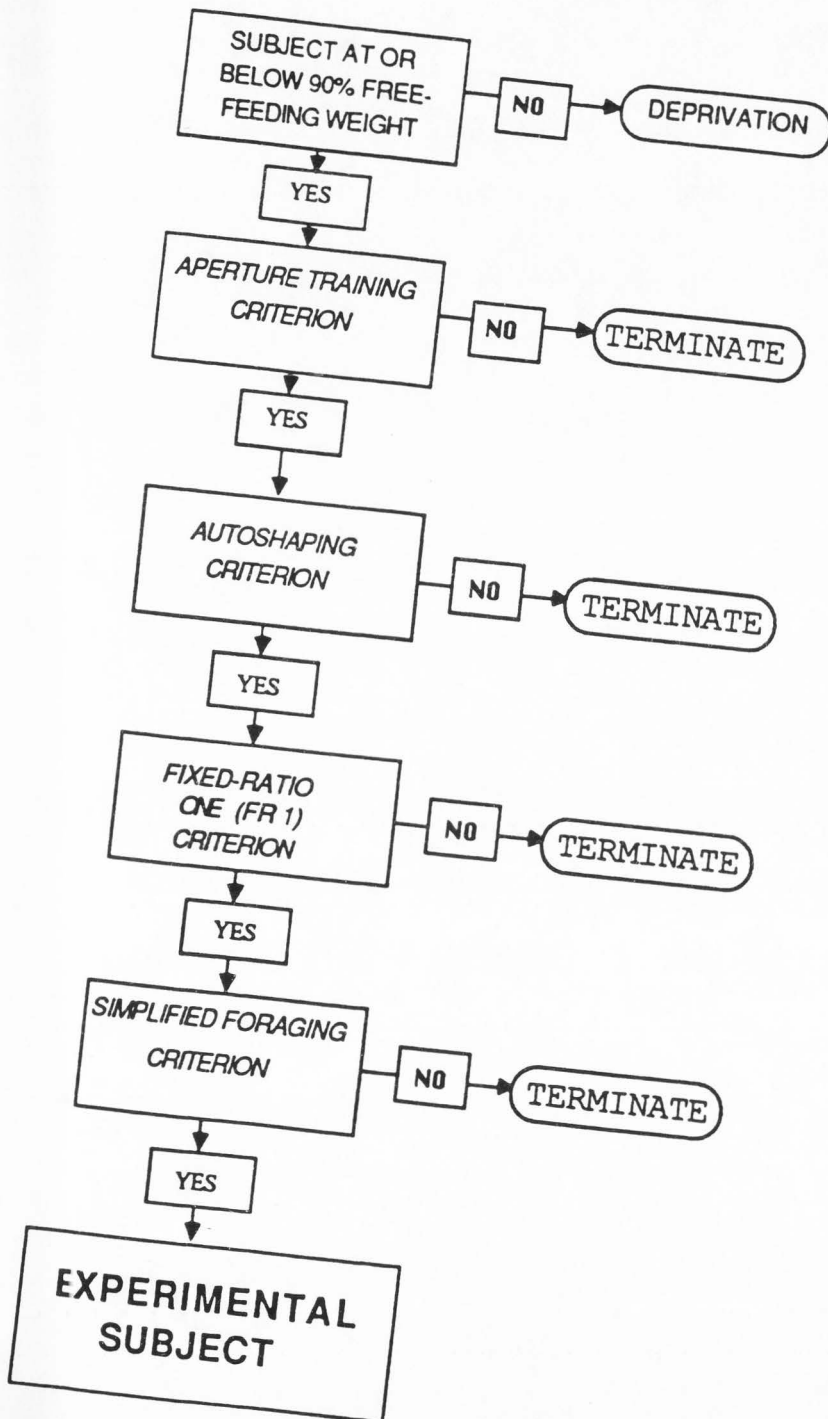 SUBJECT AT OR
BELOW 90% FREE-
FEEDING WEIGHT
NO
DEPRIVATION
YES
APERTURE TRAINING
CRITERION
NO
TERMINATE
YES
AUTOSHAPING
CRITERION
NO
TERMINATE
YES
FIXED-RATIO
ONE (FR 1)
CRITERION
NO
TERMINATE
YES
SIMPLIFIED FORAGING
CRITERION
NO
TERMINATE
YES
EXPERIMENTAL
SUBJECT